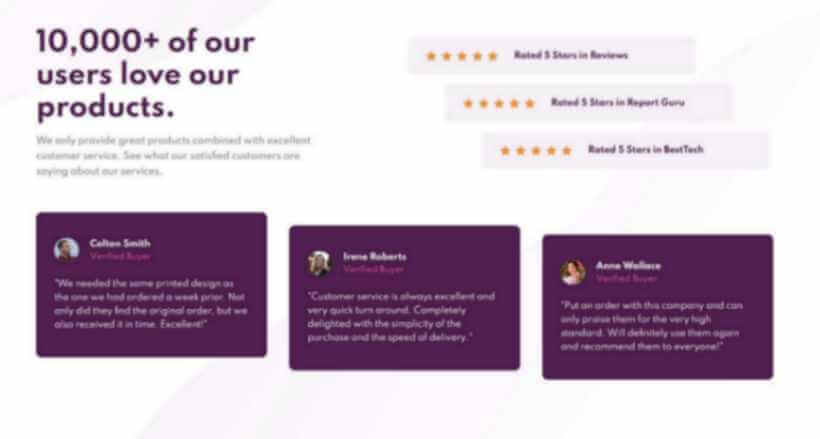 10,000+ of our
users love our
products.
We only provide great products combined with excellent
customer service. See what our satisfied customers are
saying about our services.
Rated 5 Stars in Reviews
Rated 5 Stars in Report Guru
Rated 5 Stars in BestTech
Colton Smith
Verified Buyer
"We needed the same printed design as
the one we had ordered a week prior. Not
only did they find the original order, but we
also received it in time. Excellent!"
Irene Roberts
Verified Buyer
"Customer service is always excellent and
very quick turn around. Completely
delighted with the simplicity of the
purchase and the speed of delivery."
Anne Wallace
Verified Buyer
"Put an order with this company and can
only praise them for the very high
standard. Will definitely use them again
and recommend them to everyone!"